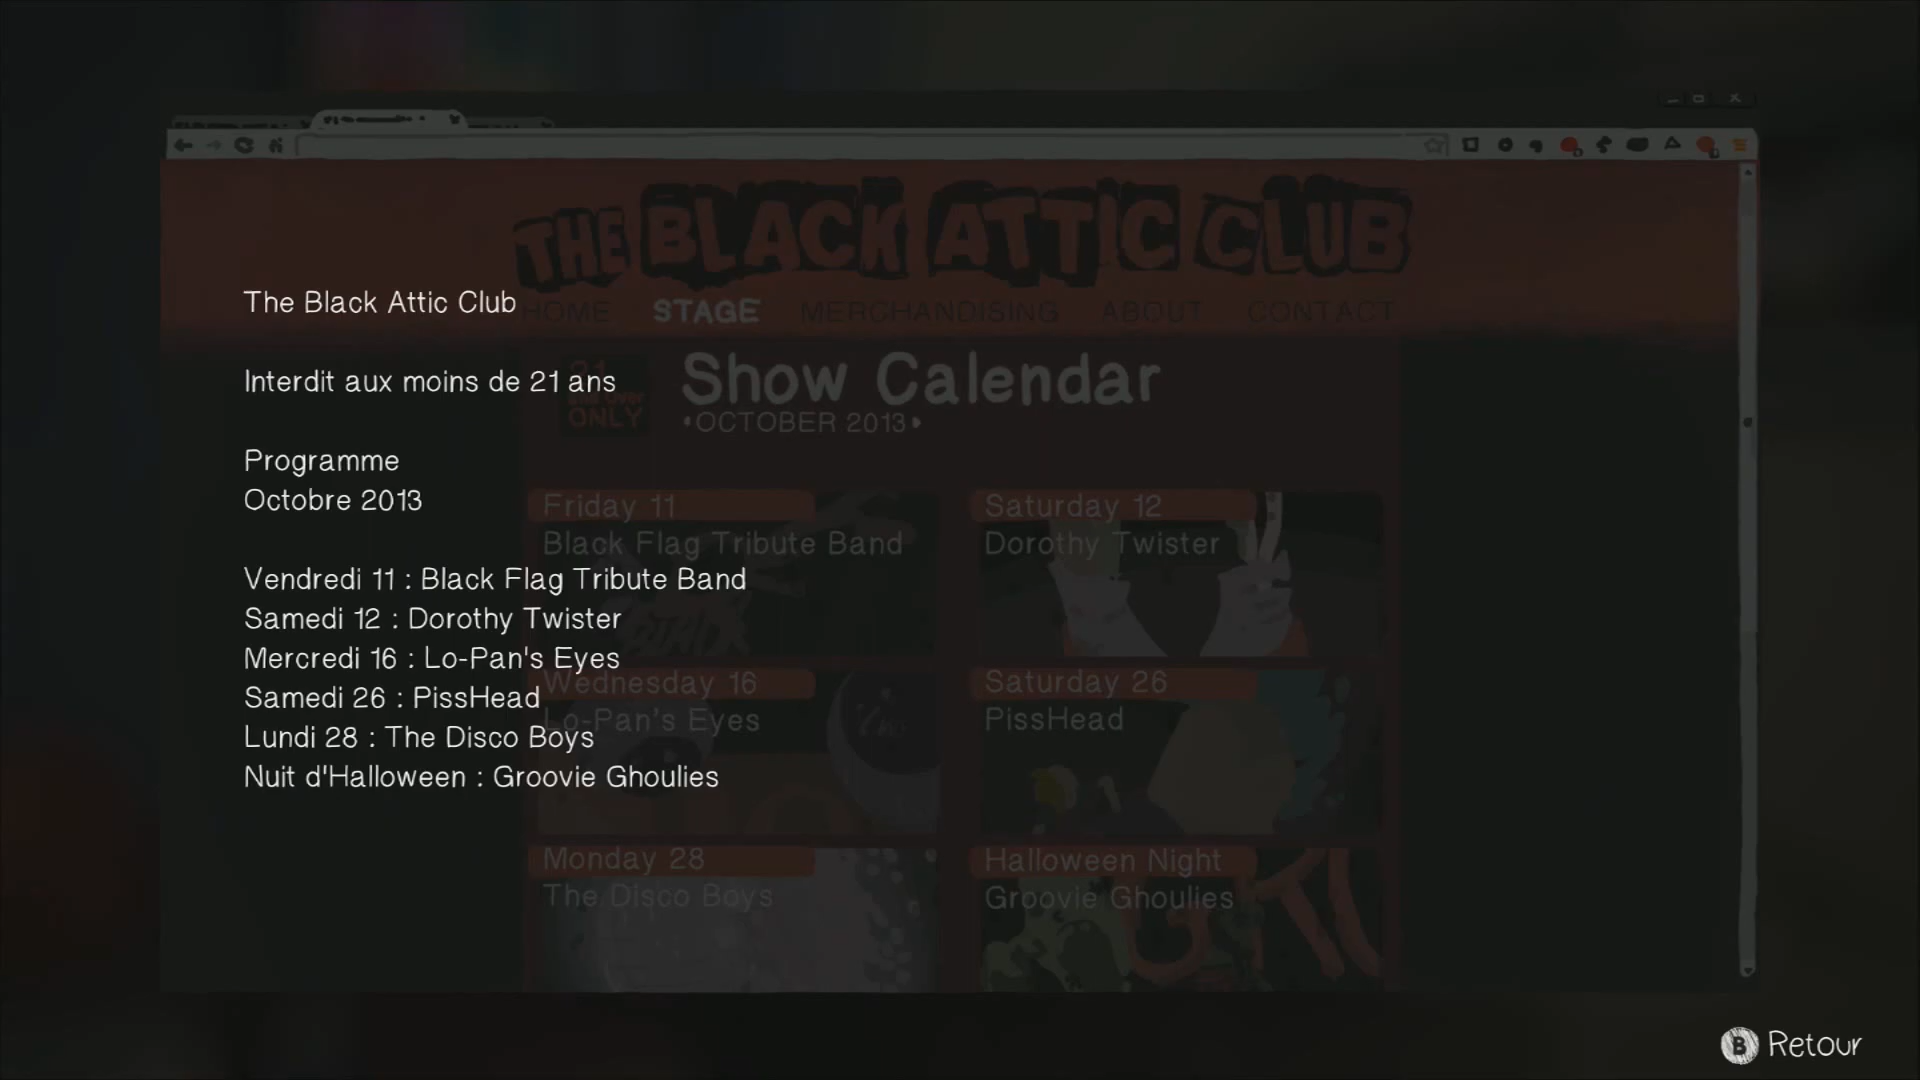 THE BLACK ATTIC CLUB
HOME STAGE MERCHANDISING ABOUT CONTACT
The Black Attic Club
Interdit aux moins de 21 ans
Programme
Octobre 2013
Vendredi 11 : Black Flag Tribute Band
Samedi 12 : Dorothy Twister
Mercredi 16 : Lo-Pan's Eyes
Samedi 26 : PissHead
Lundi 28 : The Disco Boys
Nuit d'Halloween : Groovie Ghoulies
21
and Over
ONLY
Show Calendar
OCTOBER 2013
Friday 11
Black Flag Tribute Band
Saturday 12
Dorothy Twister
Wednesday 16
Lo-Pan's Eyes
Saturday 26
PissHead
Monday 28
The Disco Boys
Halloween Night
Groovie Ghoulies
B Retour